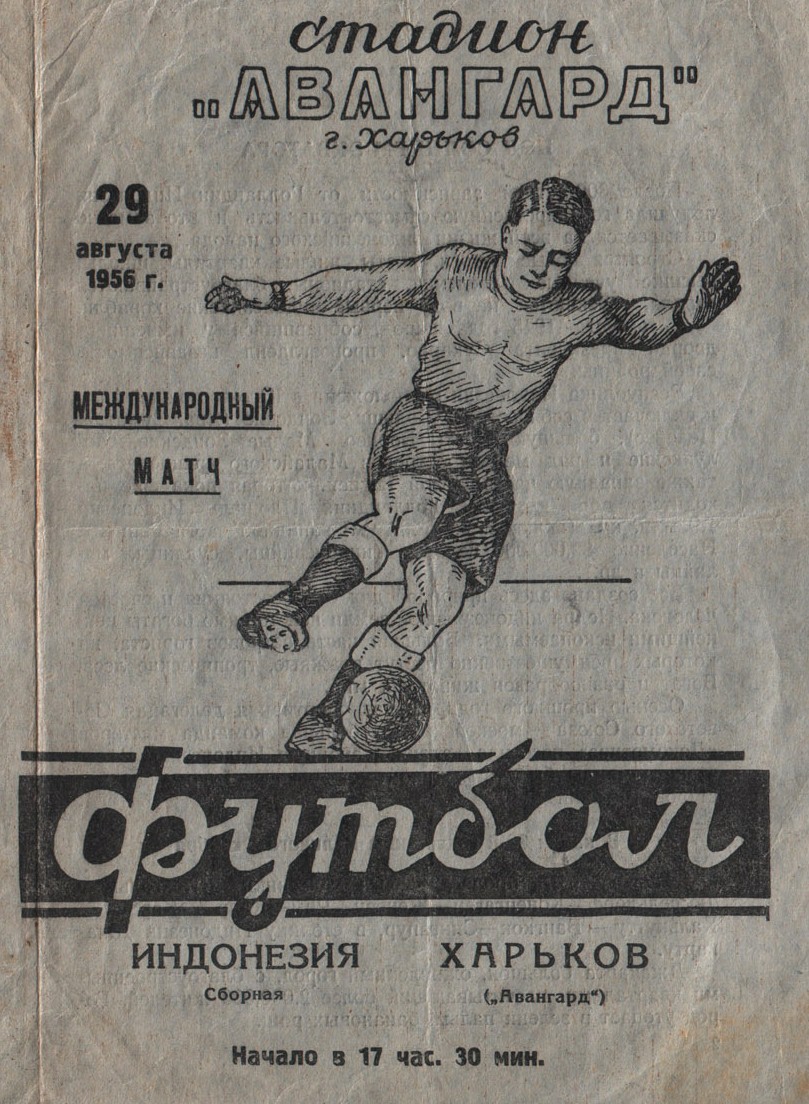 стадион
"АВАНГАРД"
г. Харьков
29
августа
1956 г.
МЕЖДУНАРОДНЫЙ
МАТЧ
футбол
ИНДОНЕЗИЯ ХАРЬКОВ
Сборная („Авангард“)
Начало в 17 час. 30 мин.